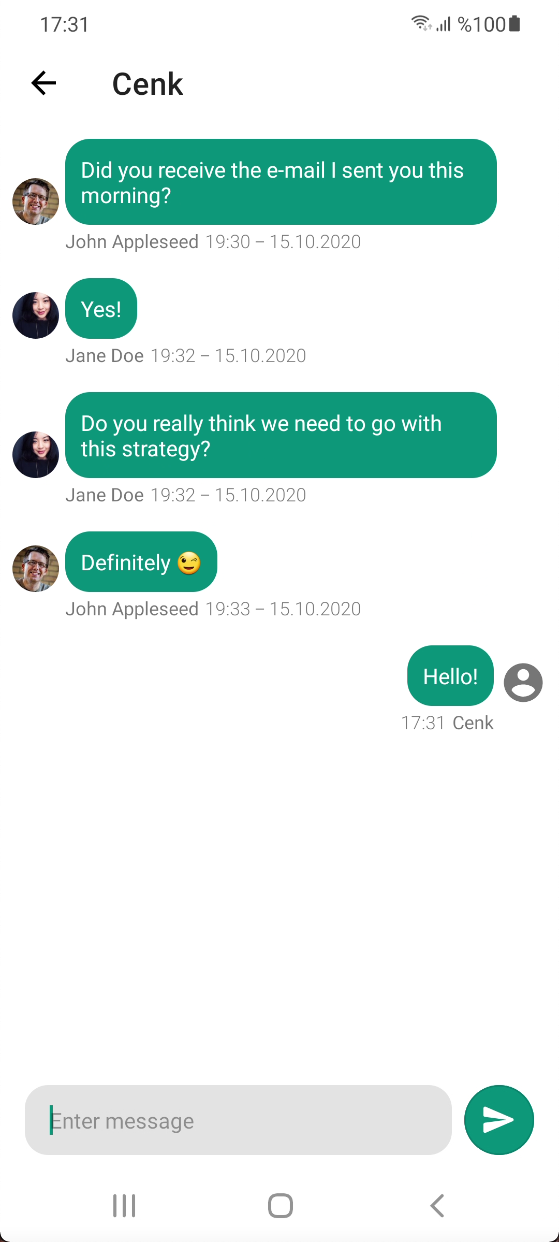 17:31 %100
Cenk
Did you receive the e-mail I sent you this
morning?
John Appleseed 19:30 – 15.10.2020
Yes!
Jane Doe 19:32 – 15.10.2020
Do you really think we need to go with
this strategy?
Jane Doe 19:32 – 15.10.2020
Definitely 😉
John Appleseed 19:33 – 15.10.2020
Hello!
17:31 Cenk
Enter message